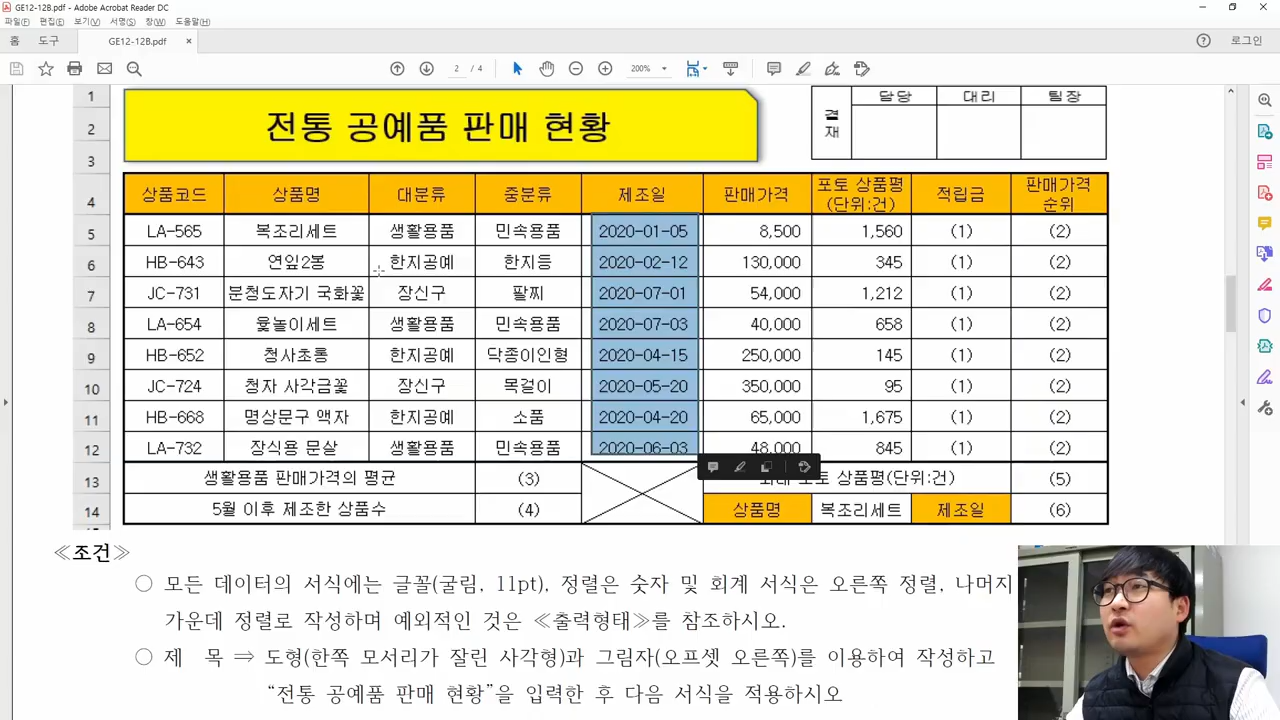 GE12-12B.pdf - Adobe Acrobat Reader DC
파일(F) 편집(E) 보기(V) 서명(S) 창(W) 도움말(H)
홈 도구 GE12-12B.pdf × 로그인
2 / 4 200%
1
2
3
전통 공예품 판매 현황
결재 담당 대리 팀장
4 상품코드 상품명 대분류 중분류 제조일 판매가격 포토 상품평 (단위:건) 적립금 판매가격 순위
5 LA-565 복조리세트 생활용품 민속용품 2020-01-05 8,500 1,560 (1) (2)
6 HB-643 연잎2봉 한지공예 한지등 2020-02-12 130,000 345 (1) (2)
7 JC-731 분청도자기 국화꽃 장신구 팔찌 2020-07-01 54,000 1,212 (1) (2)
8 LA-654 윷놀이세트 생활용품 민속용품 2020-07-03 40,000 658 (1) (2)
9 HB-652 청사초롱 한지공예 닥종이인형 2020-04-15 250,000 145 (1) (2)
10 JC-724 청자 사각금꽃 장신구 목걸이 2020-05-20 350,000 95 (1) (2)
11 HB-668 명상문구 액자 한지공예 소품 2020-04-20 65,000 1,675 (1) (2)
12 LA-732 장식용 문살 생활용품 민속용품 2020-06-03 48,000 845 (1) (2)
13 생활용품 판매가격의 평균 (3) 포토 상품평(단위:건) (5)
14 5월 이후 제조한 상품수 (4) 상품명 복조리세트 제조일 (6)
≪조건≫
○ 모든 데이터의 서식에는 글꼴(굴림, 11pt), 정렬은 숫자 및 회계 서식은 오른쪽 정렬, 나머지
가운데 정렬로 작성하며 예외적인 것은 ≪출력형태≫를 참조하시오.
○ 제 목 ⇒ 도형(한쪽 모서리가 잘린 사각형)과 그림자(오프셋 오른쪽)를 이용하여 작성하고
“전통 공예품 판매 현황”을 입력한 후 다음 서식을 적용하시오